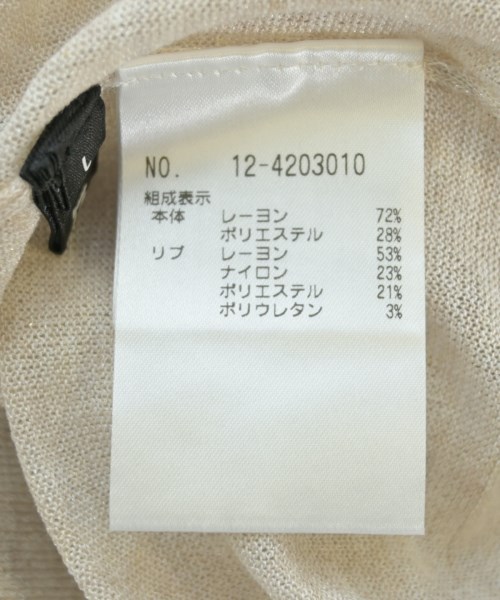 NO. 12-4203010
組成表示
本体 レーヨン 72%
ポリエステル 28%
リブ レーヨン 53%
ナイロン 23%
ポリエステル 21%
ポリウレタン 3%